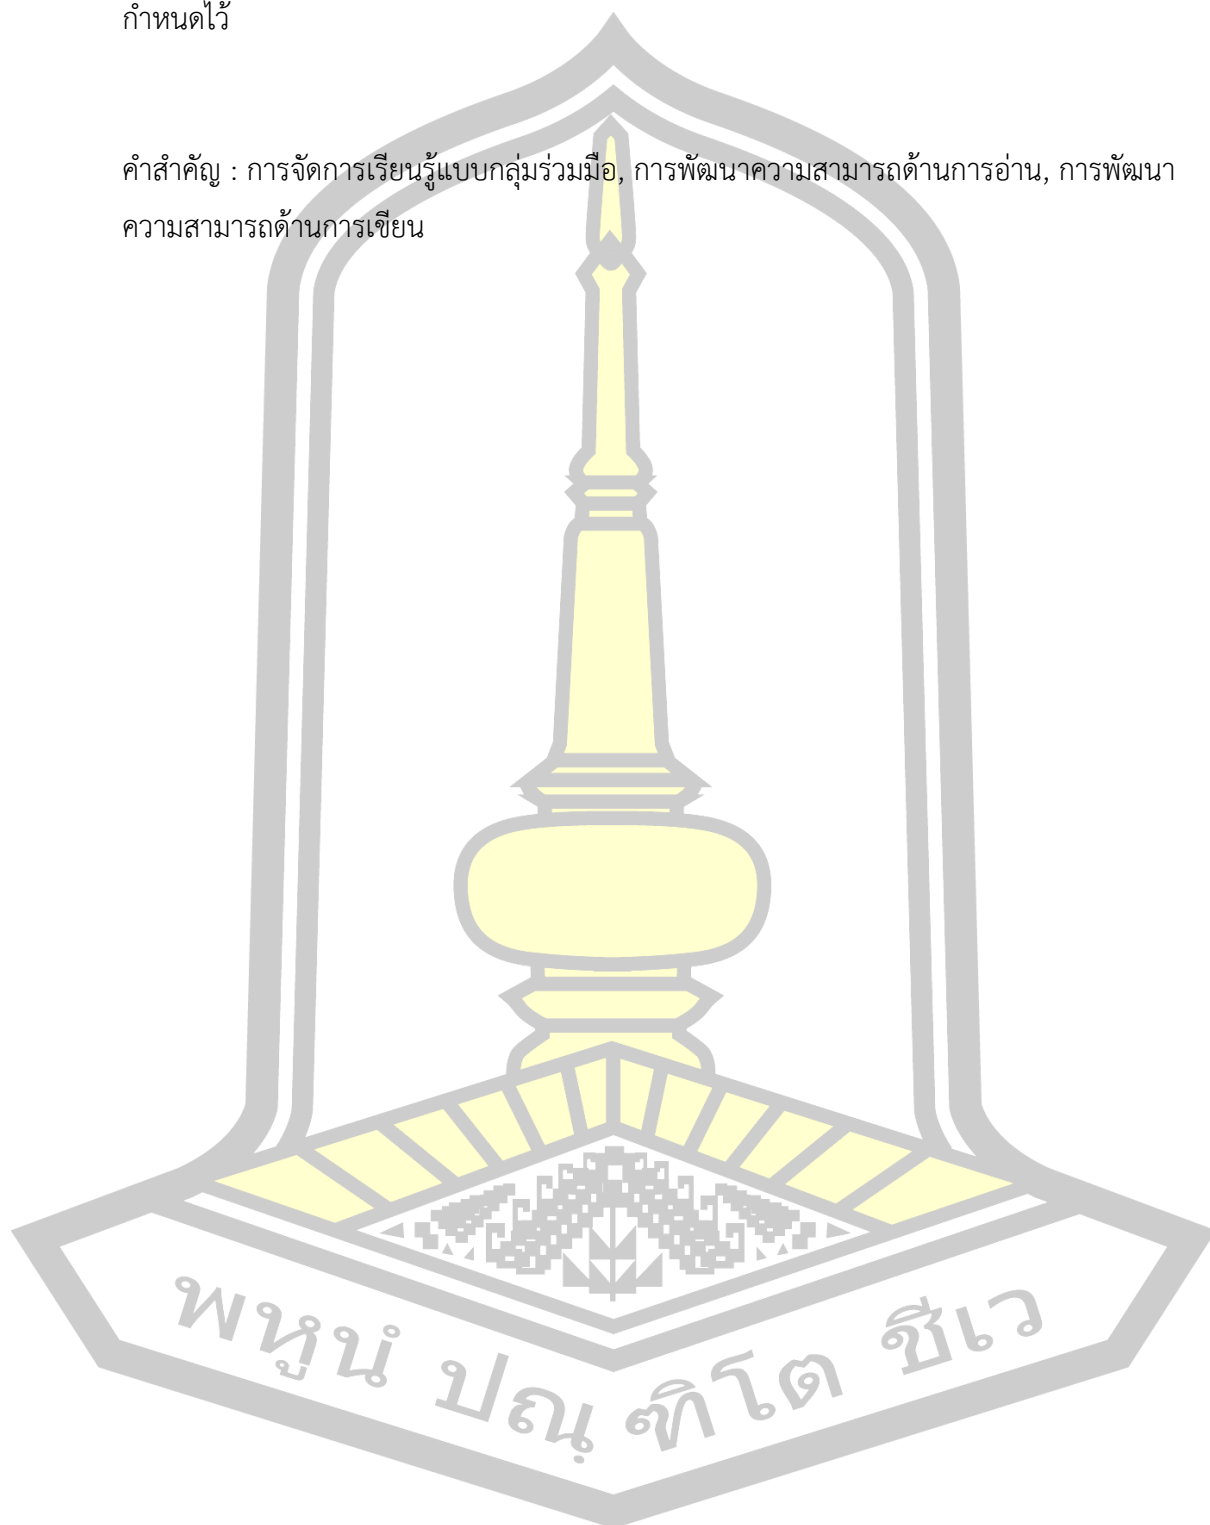 กำหนดไว้
คำสำคัญ : การจัดการเรียนรู้แบบกลุ่มร่วมมือ, การพัฒนาความสามารถด้านการอ่าน, การพัฒนา
ความสามารถด้านการเขียน
พหูนํ ปณฺฑิโต ชีเว